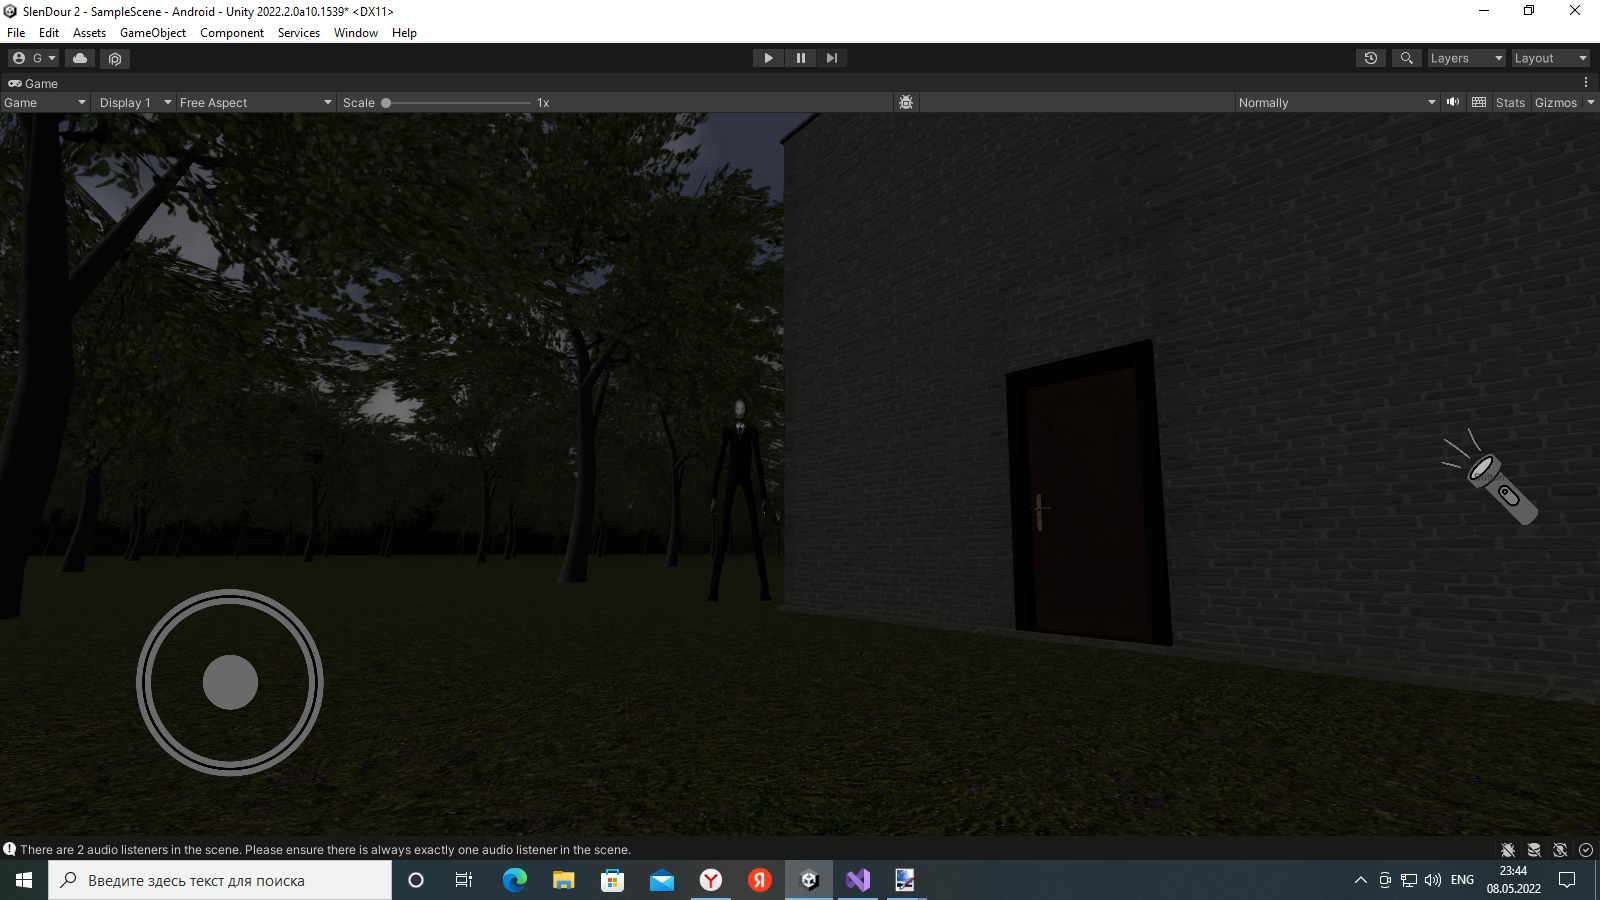 SlenDour 2 - SampleScene - Android - Unity 2022.2.0a10.1539* <DX11>
File Edit Assets GameObject Component Services Window Help
G Layers Layout
Game
Game Display 1 Free Aspect Scale 1x Normally Stats Gizmos
Button
There are 2 audio listeners in the scene. Please ensure there is always exactly one audio listener in the scene.
Введите здесь текст для поиска
Y Я ENG
23:44
08.05.2022